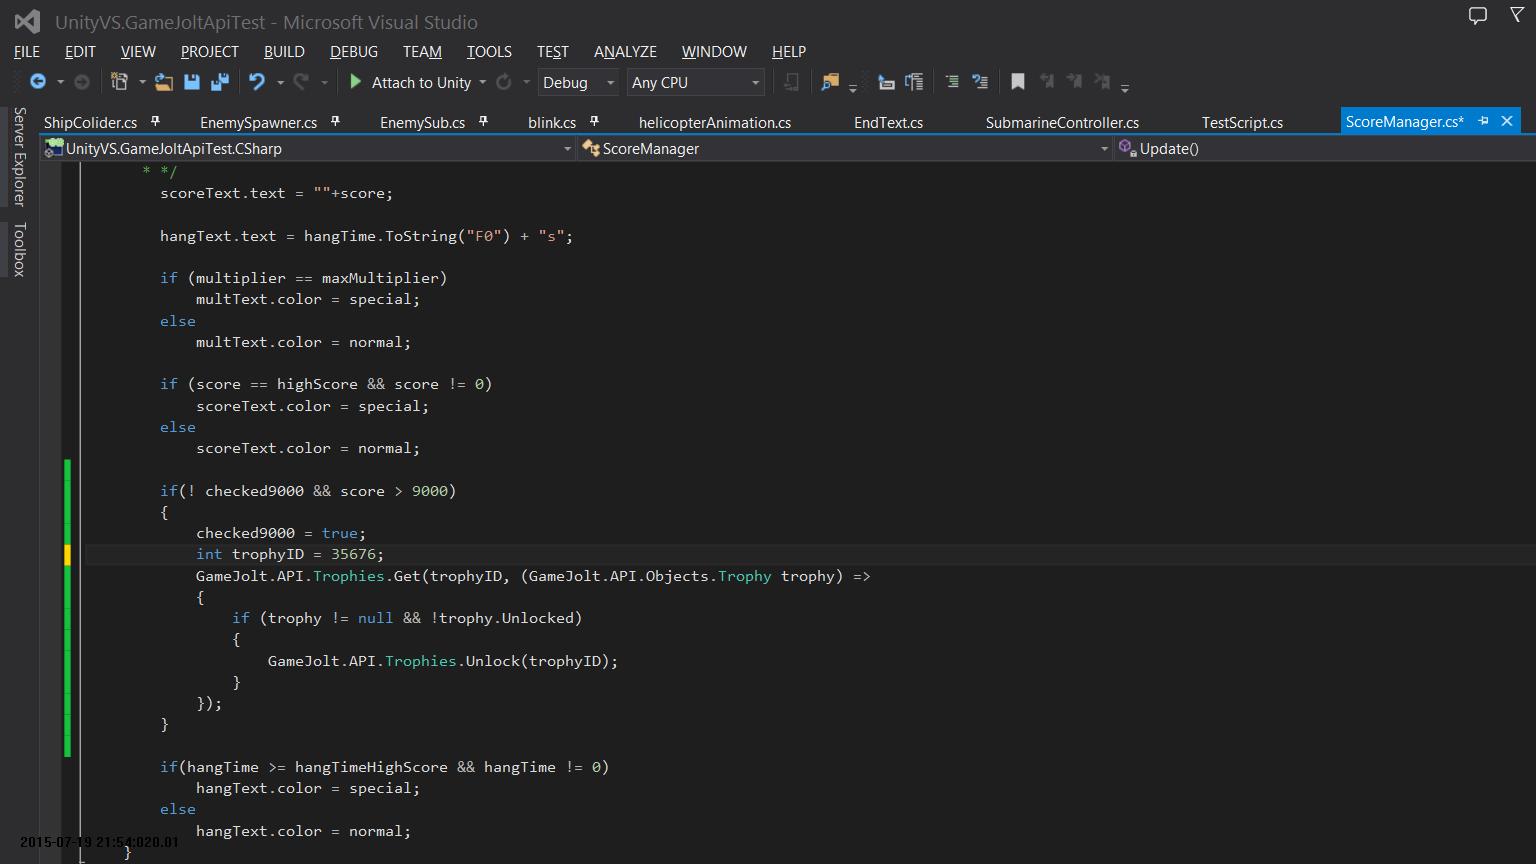 UnityVS.GameJoltApiTest - Microsoft Visual Studio
FILE EDIT VIEW PROJECT BUILD DEBUG TEAM TOOLS TEST ANALYZE WINDOW HELP
Attach to Unity Debug Any CPU
ShipColider.cs EnemySpawner.cs EnemySub.cs blink.cs helicopterAnimation.cs EndText.cs SubmarineController.cs TestScript.cs ScoreManager.cs*
UnityVS.GameJoltApiTest.CSharp ScoreManager Update()
Server Explorer
Toolbox
* */
scoreText.text = ""+score;
hangText.text = hangTime.ToString("F0") + "s";
if (multiplier == maxMultiplier)
multText.color = special;
else
multText.color = normal;
if (score == highScore && score != 0)
scoreText.color = special;
else
scoreText.color = normal;
if(! checked9000 && score > 9000)
{
checked9000 = true;
int trophyID = 35676;
GameJolt.API.Trophies.Get(trophyID, (GameJolt.API.Objects.Trophy trophy) =>
{
if (trophy != null && !trophy.Unlocked)
{
GameJolt.API.Trophies.Unlock(trophyID);
}
});
}
if(hangTime >= hangTimeHighScore && hangTime != 0)
hangText.color = special;
else
hangText.color = normal;
2015-07-19 21:54:020.01
}